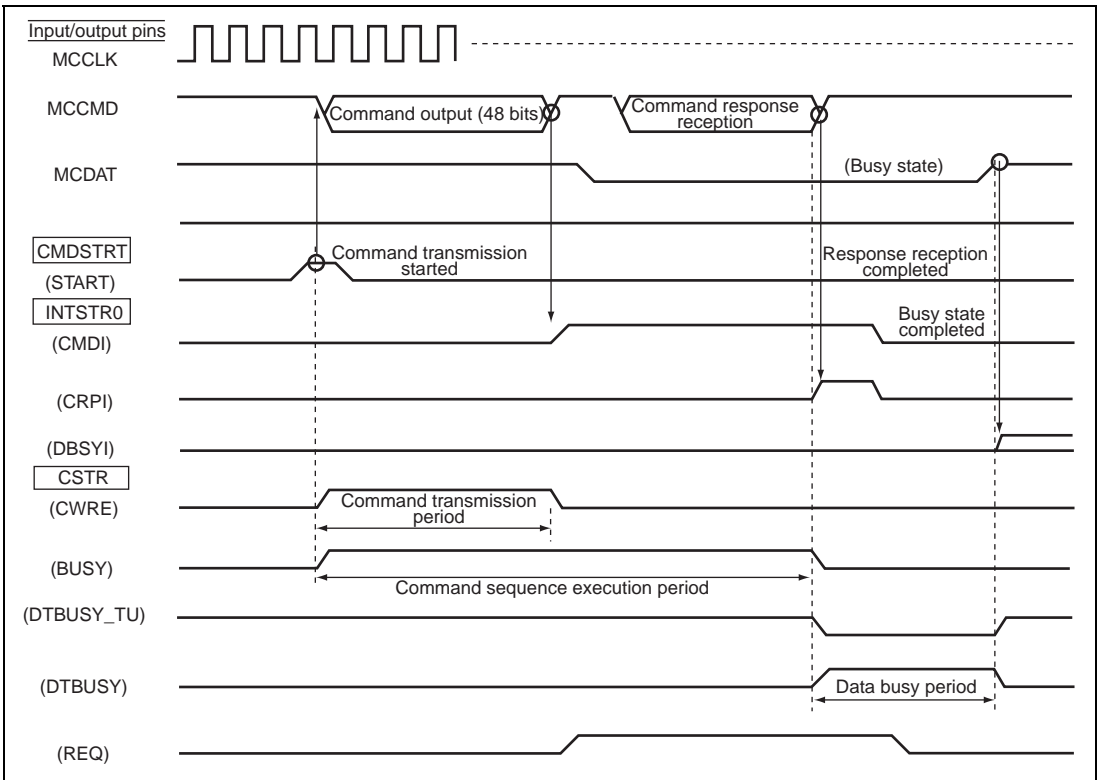 Input/output pins
MCCLK
MCCMD
Command output (48 bits)
Command response
reception
MCDAT
(Busy state)
CMDSTRT
(START)
Command transmission
started
Response reception
completed
INTSTR0
(CMDI)
Busy state
completed
(CRPI)
(DBSYI)
CSTR
(CWRE)
Command transmission
period
(BUSY)
Command sequence execution period
(DTBUSY_TU)
(DTBUSY)
Data busy period
(REQ)